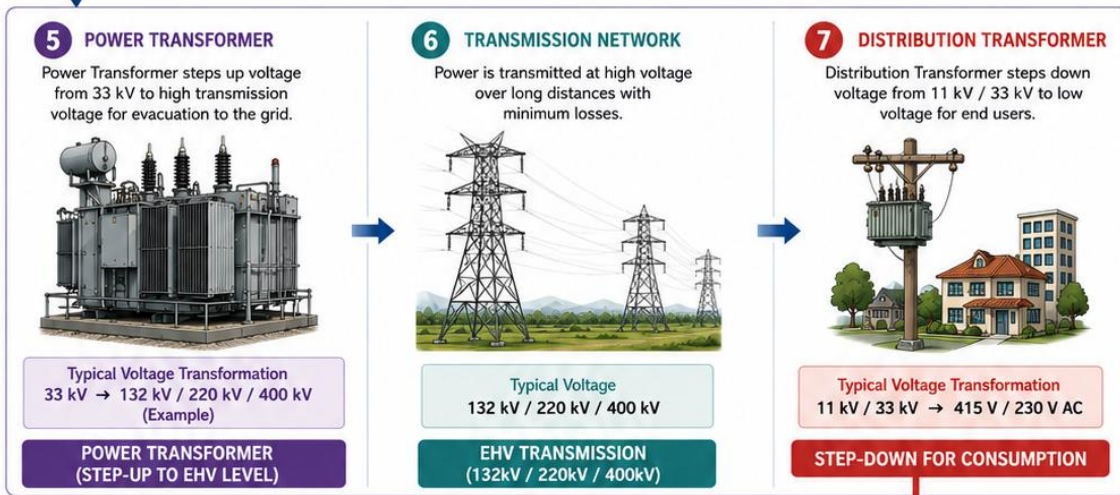 5 POWER TRANSFORMER
Power Transformer steps up voltage
from 33 kV to high transmission
voltage for evacuation to the grid.
Typical Voltage Transformation
33 kV → 132 kV / 220 kV / 400 kV
(Example)
POWER TRANSFORMER
(STEP-UP TO EHV LEVEL)
6 TRANSMISSION NETWORK
Power is transmitted at high voltage
over long distances with
minimum losses.
Typical Voltage
132 kV / 220 kV / 400 kV
EHV TRANSMISSION
(132kV / 220kV / 400kV)
7 DISTRIBUTION TRANSFORMER
Distribution Transformer steps down
voltage from 11 kV / 33 kV to low
voltage for end users.
Typical Voltage Transformation
11 kV / 33 kV → 415 V / 230 V AC
STEP-DOWN FOR CONSUMPTION